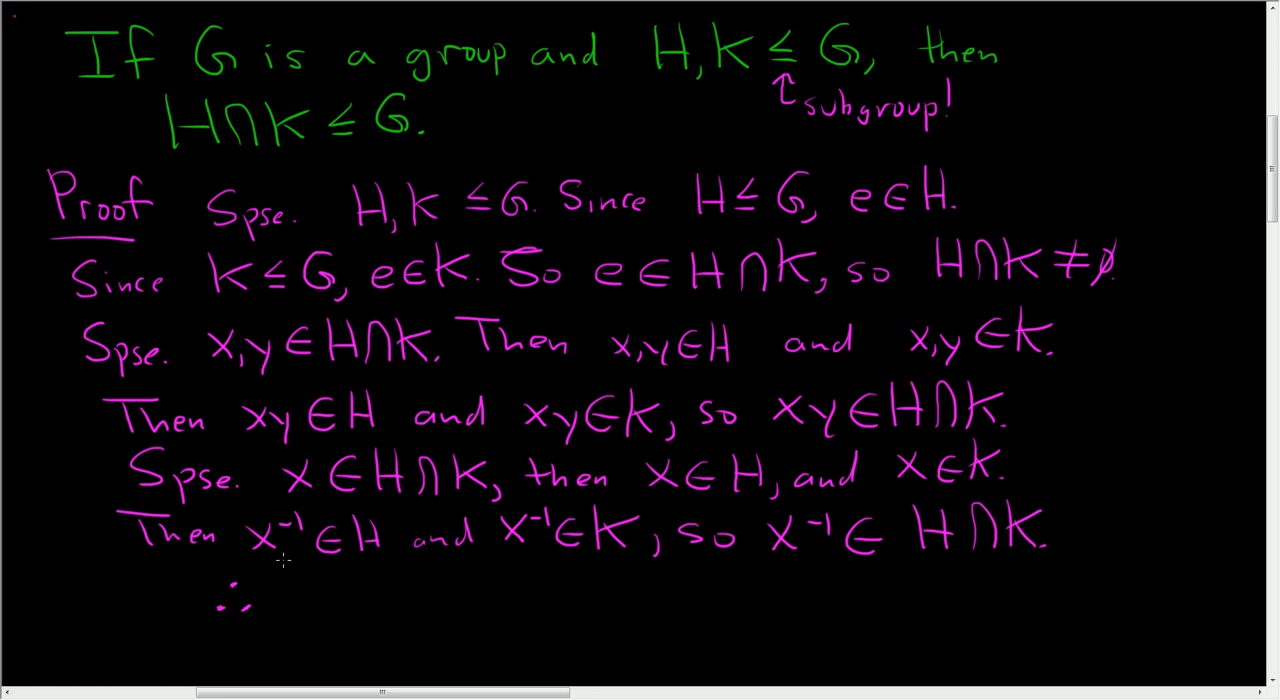 If G is a group and H, K ≤ G, then
↑ subgroup!
H∩K ≤ G.
Proof Spse. H, K ≤ G. Since H ≤ G, e∈H.
Since K ≤ G, e∈K. So e∈H∩K, so H∩K ≠ ∅.
Spse. x,y∈H∩K. Then x,y∈H and x,y∈K.
Then xy∈H and xy∈K, so xy∈H∩K.
Spse. x∈H∩K, then x∈H, and x∈K.
Then x⁻¹∈H and x⁻¹∈K, so x⁻¹∈ H∩K.
∴